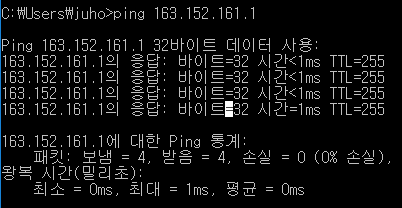 C:\Users\juho>ping 163.152.161.1
Ping 163.152.161.1 32바이트 데이터 사용:
163.152.161.1의 응답: 바이트=32 시간<1ms TTL=255
163.152.161.1의 응답: 바이트=32 시간<1ms TTL=255
163.152.161.1의 응답: 바이트=32 시간<1ms TTL=255
163.152.161.1의 응답: 바이트=32 시간=1ms TTL=255
163.152.161.1에 대한 Ping 통계:
패킷: 보냄 = 4, 받음 = 4, 손실 = 0 (0% 손실),
왕복 시간(밀리초):
최소 = 0ms, 최대 = 1ms, 평균 = 0ms